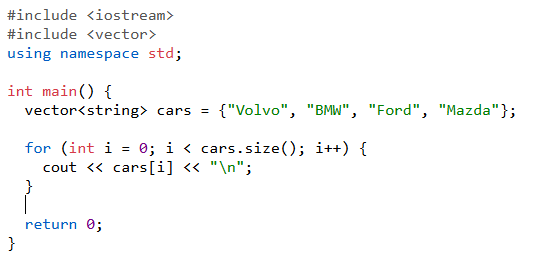 #include <iostream>
#include <vector>
using namespace std;

int main() {
  vector<string> cars = {"Volvo", "BMW", "Ford", "Mazda"};

  for (int i = 0; i < cars.size(); i++) {
    cout << cars[i] << "\n";
  }

  return 0;
}